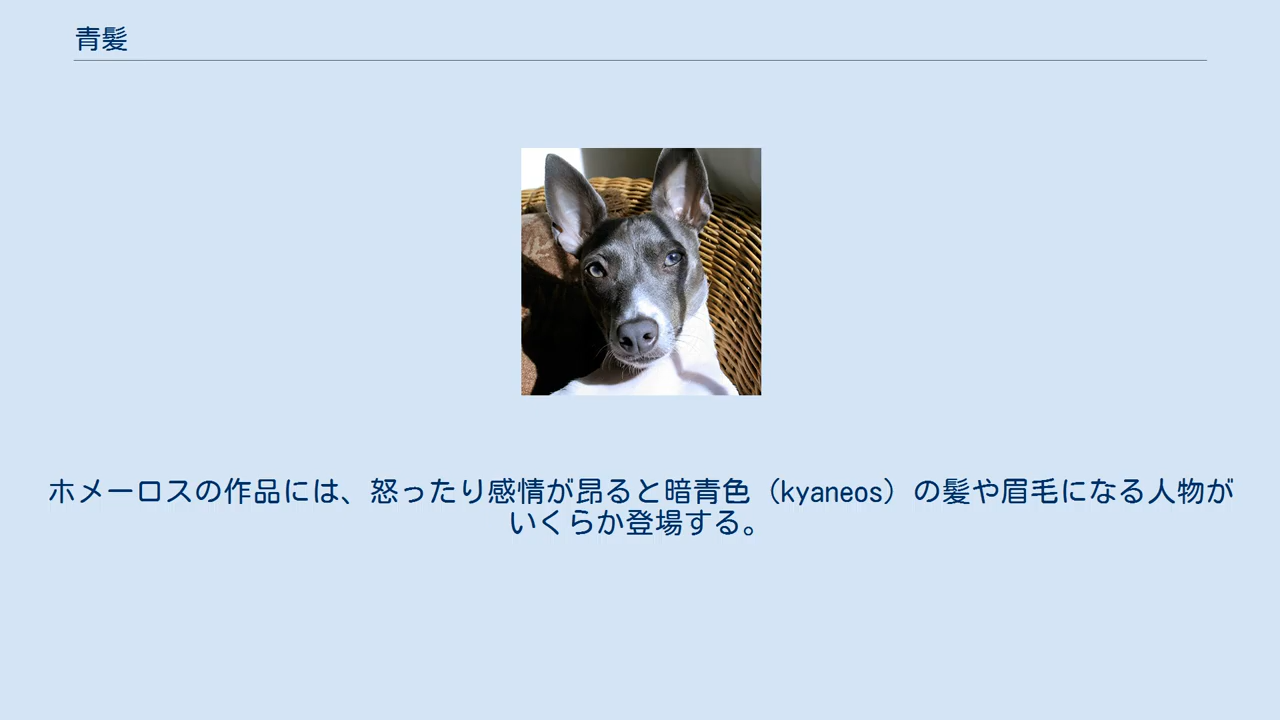 青髪
ホメーロスの作品には、怒ったり感情が昂ると暗青色（kyaneos）の髪や眉毛になる人物が
いくらか登場する。